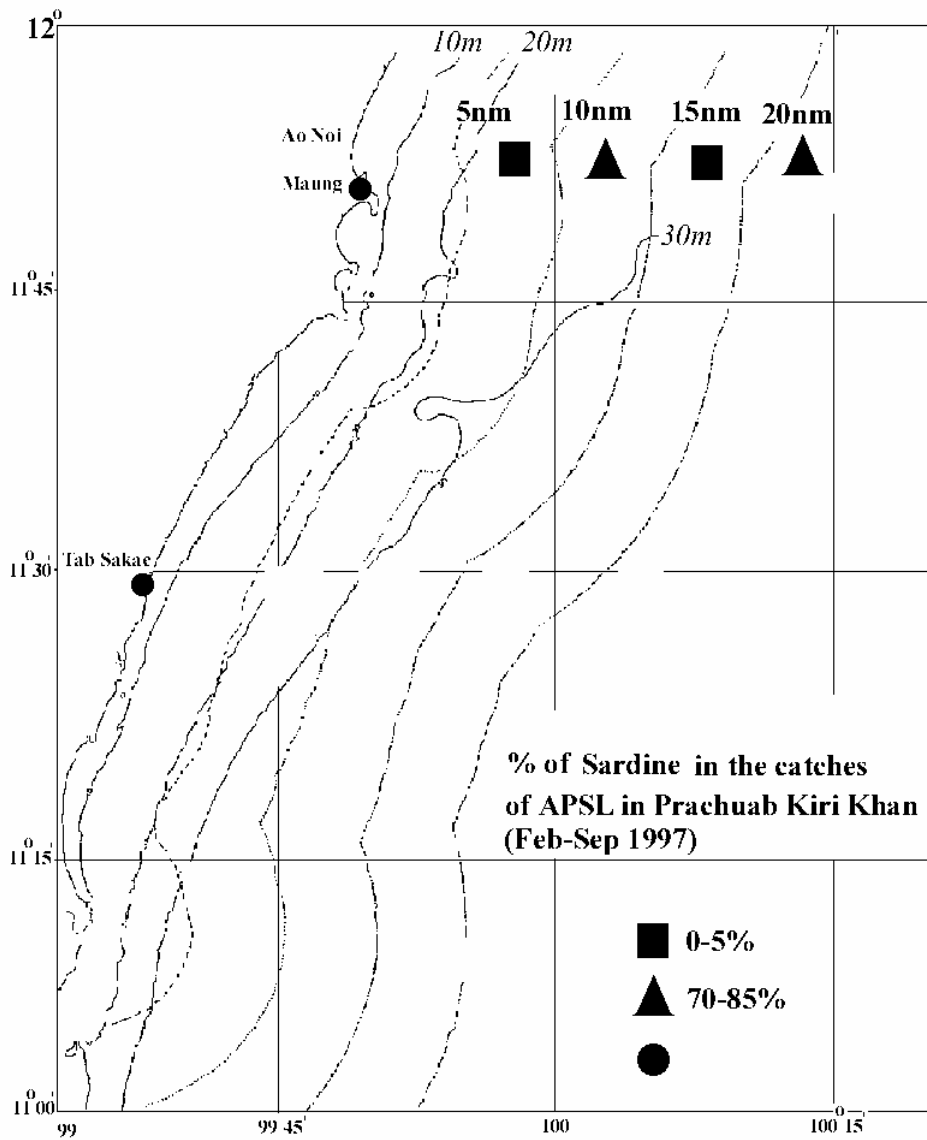 12°
10m 20m
5nm 10nm 15nm 20nm
Ao Noi
Maung
30m
11° 45'
Tab Sakae
11° 30'
% of Sardine in the catches
of APSL in Prachuab Kiri Khan
(Feb-Sep 1997)
11° 15'
0-5%
70-85%
11° 00
99 99 45' 100 100 15'